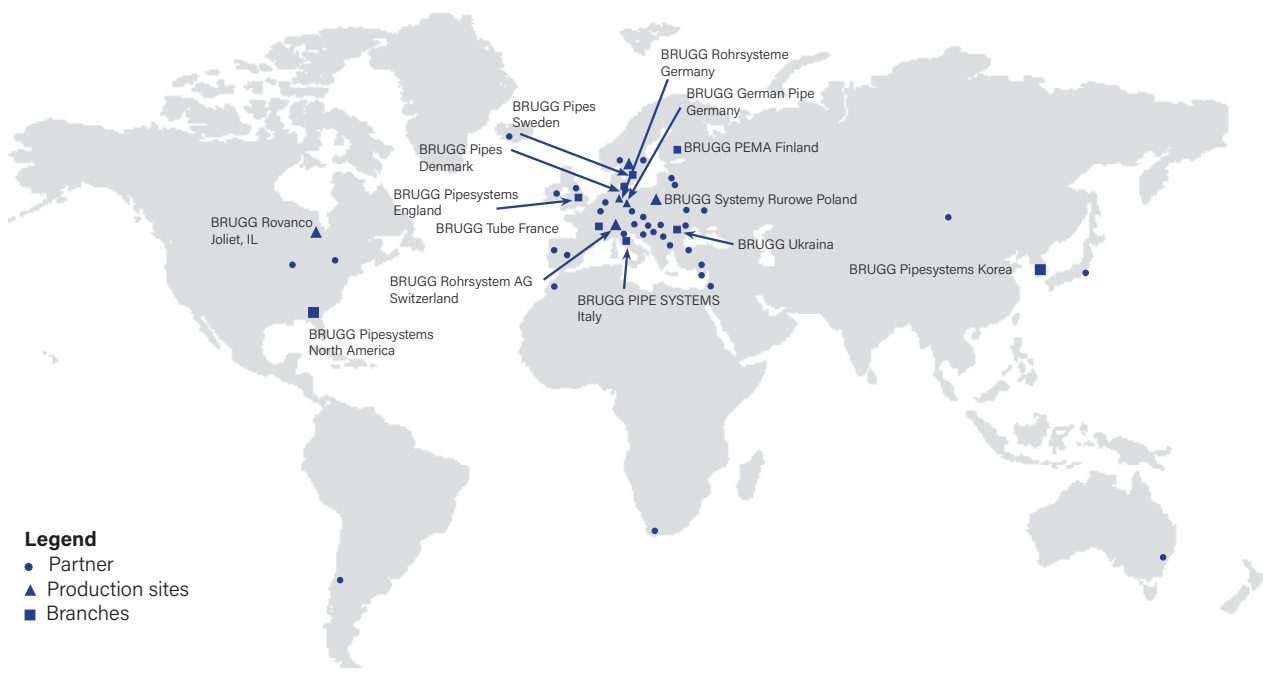 BRUGG Rohrsysteme
Germany
BRUGG German Pipe
Germany
BRUGG Pipes
Sweden
BRUGG Pipes
Denmark
BRUGG PEMA Finland
BRUGG Pipesystems
England
BRUGG Systemy Rurowe Poland
BRUGG Rovanco
Joliet, IL
BRUGG Tube France
BRUGG Ukraina
BRUGG Pipesystems Korea
BRUGG Rohrsystem AG
Switzerland
BRUGG PIPE SYSTEMS
Italy
BRUGG Pipesystems
North America
Legend
Partner
Production sites
Branches